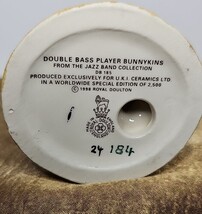 DOUBLE BASS PLAYER BUNNYKINS
FROM THE JAZZ BAND COLLECTION
DB 185
PRODUCED EXCLUSIVELY FOR U.K.I. CERAMICS LTD.
IN A WORLDWIDE SPECIAL EDITION OF 2,500
© 1998 ROYAL DOULTON
24 184